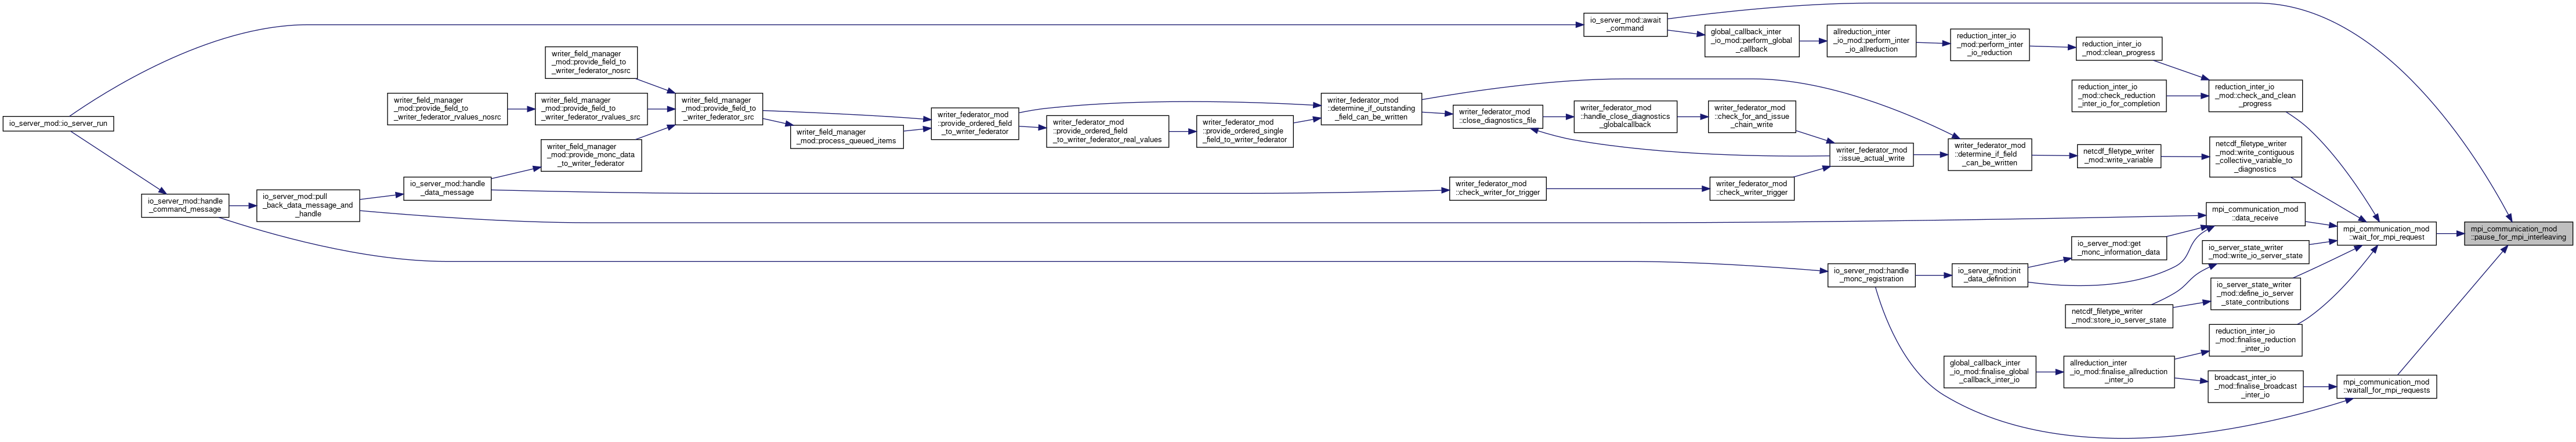 io_server_mod::io_server_run
io_server_mod::handle
_command_message
io_server_mod::pull
_back_data_message_and
_handle
writer_field_manager
_mod::provide_field_to
_writer_federator_rvalues_nosrc
io_server_mod::handle
_data_message
writer_field_manager
_mod::provide_field_to
_writer_federator_nosrc
writer_field_manager
_mod::provide_field_to
_writer_federator_rvalues_src
writer_field_manager
_mod::provide_monc_data
_to_writer_federator
writer_field_manager
_mod::provide_field_to
_writer_federator_src
writer_field_manager
_mod::process_queued_items
writer_federator_mod
::provide_ordered_field
_to_writer_federator
writer_federator_mod
::provide_ordered_field
_to_writer_federator_real_values
writer_federator_mod
::provide_ordered_single
_field_to_writer_federator
writer_federator_mod
::determine_if_outstanding
_field_can_be_written
writer_federator_mod
::close_diagnostics_file
writer_federator_mod
::check_writer_for_trigger
io_server_mod::await
_command
writer_federator_mod
::handle_close_diagnostics
_globalcallback
global_callback_inter
_io_mod::perform_global
_callback
writer_federator_mod
::check_for_and_issue
_chain_write
writer_federator_mod
::check_writer_trigger
allreduction_inter
_io_mod::perform_inter
_io_allreduction
writer_federator_mod
::issue_actual_write
io_server_mod::handle
_monc_registration
reduction_inter_io
_mod::perform_inter
_io_reduction
writer_federator_mod
::determine_if_field
_can_be_written
io_server_mod::init
_data_definition
global_callback_inter
_io_mod::finalise_global
_callback_inter_io
reduction_inter_io
_mod::clean_progress
reduction_inter_io
_mod::check_reduction
_inter_io_for_completion
netcdf_filetype_writer
_mod::write_variable
io_server_mod::get
_monc_information_data
netcdf_filetype_writer
_mod::store_io_server_state
allreduction_inter
_io_mod::finalise_allreduction
_inter_io
reduction_inter_io
_mod::check_and_clean
_progress
netcdf_filetype_writer
_mod::write_contiguous
_collective_variable_to
_diagnostics
mpi_communication_mod
::data_receive
io_server_state_writer
_mod::write_io_server_state
io_server_state_writer
_mod::define_io_server
_state_contributions
reduction_inter_io
_mod::finalise_reduction
_inter_io
broadcast_inter_io
_mod::finalise_broadcast
_inter_io
mpi_communication_mod
::wait_for_mpi_request
mpi_communication_mod
::waitall_for_mpi_requests
mpi_communication_mod
::pause_for_mpi_interleaving